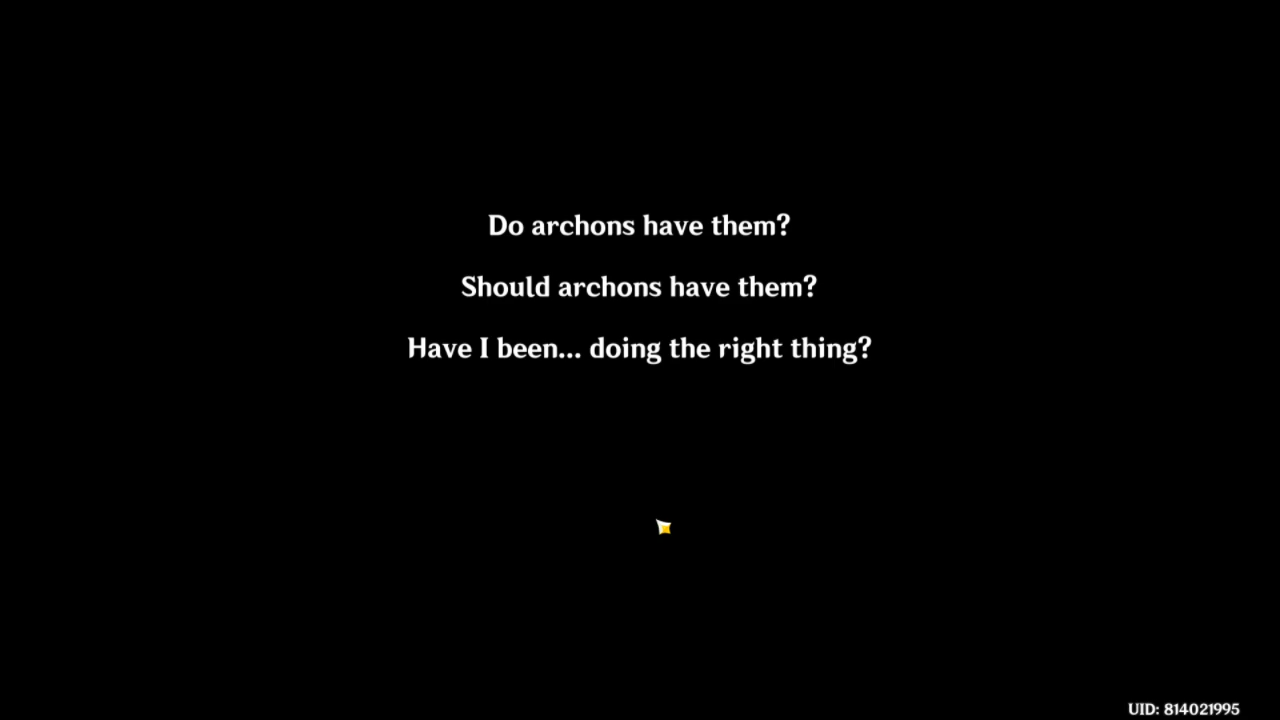 Do archons have them?
Should archons have them?
Have I been... doing the right thing?
UID: 814021995